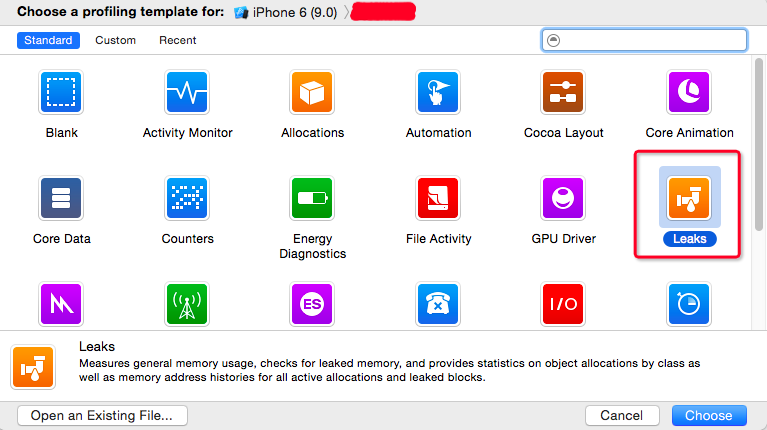 Choose a profiling template for: iPhone 6 (9.0)
Standard Custom Recent
Blank Activity Monitor Allocations Automation Cocoa Layout Core Animation
Core Data Counters Energy Diagnostics File Activity GPU Driver Leaks
ES I/O
Leaks
Measures general memory usage, checks for leaked memory, and provides statistics on object allocations by class as
well as memory address histories for all active allocations and leaked blocks.
Open an Existing File... Cancel Choose